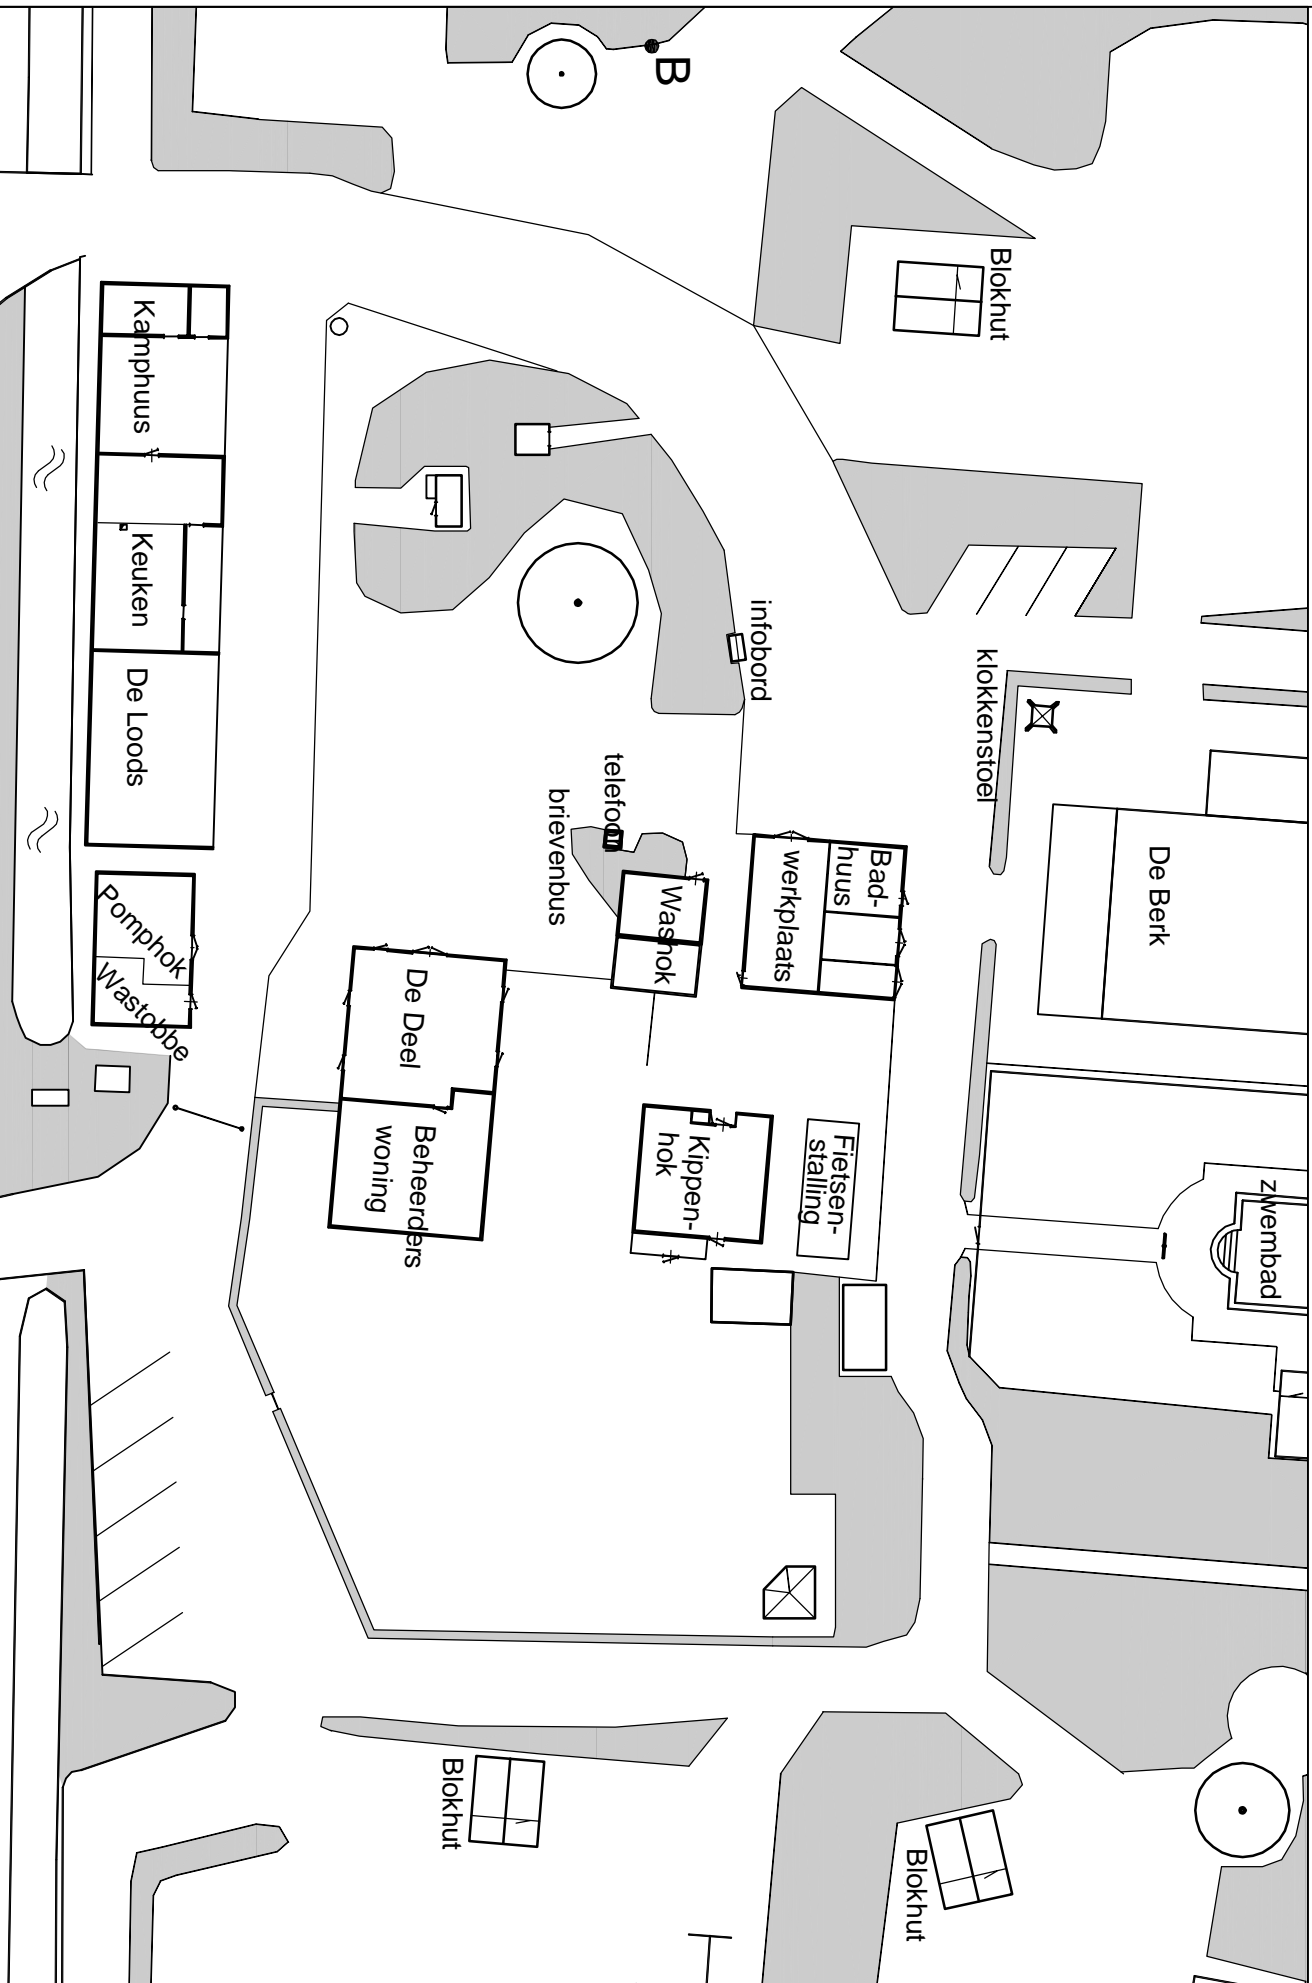 B
Blokhut
Kamphuus
Keuken
De Loods
infobord
klokkenstoel
telefoon
brievenbus
Washok
werkplaats
Bad-
huus
De Berk
Pomphok
Wastobbe
De Deel
Beheerders
woning
Kippen-
hok
Fietsen-
stalling
zwembad
Blokhut
Blokhut